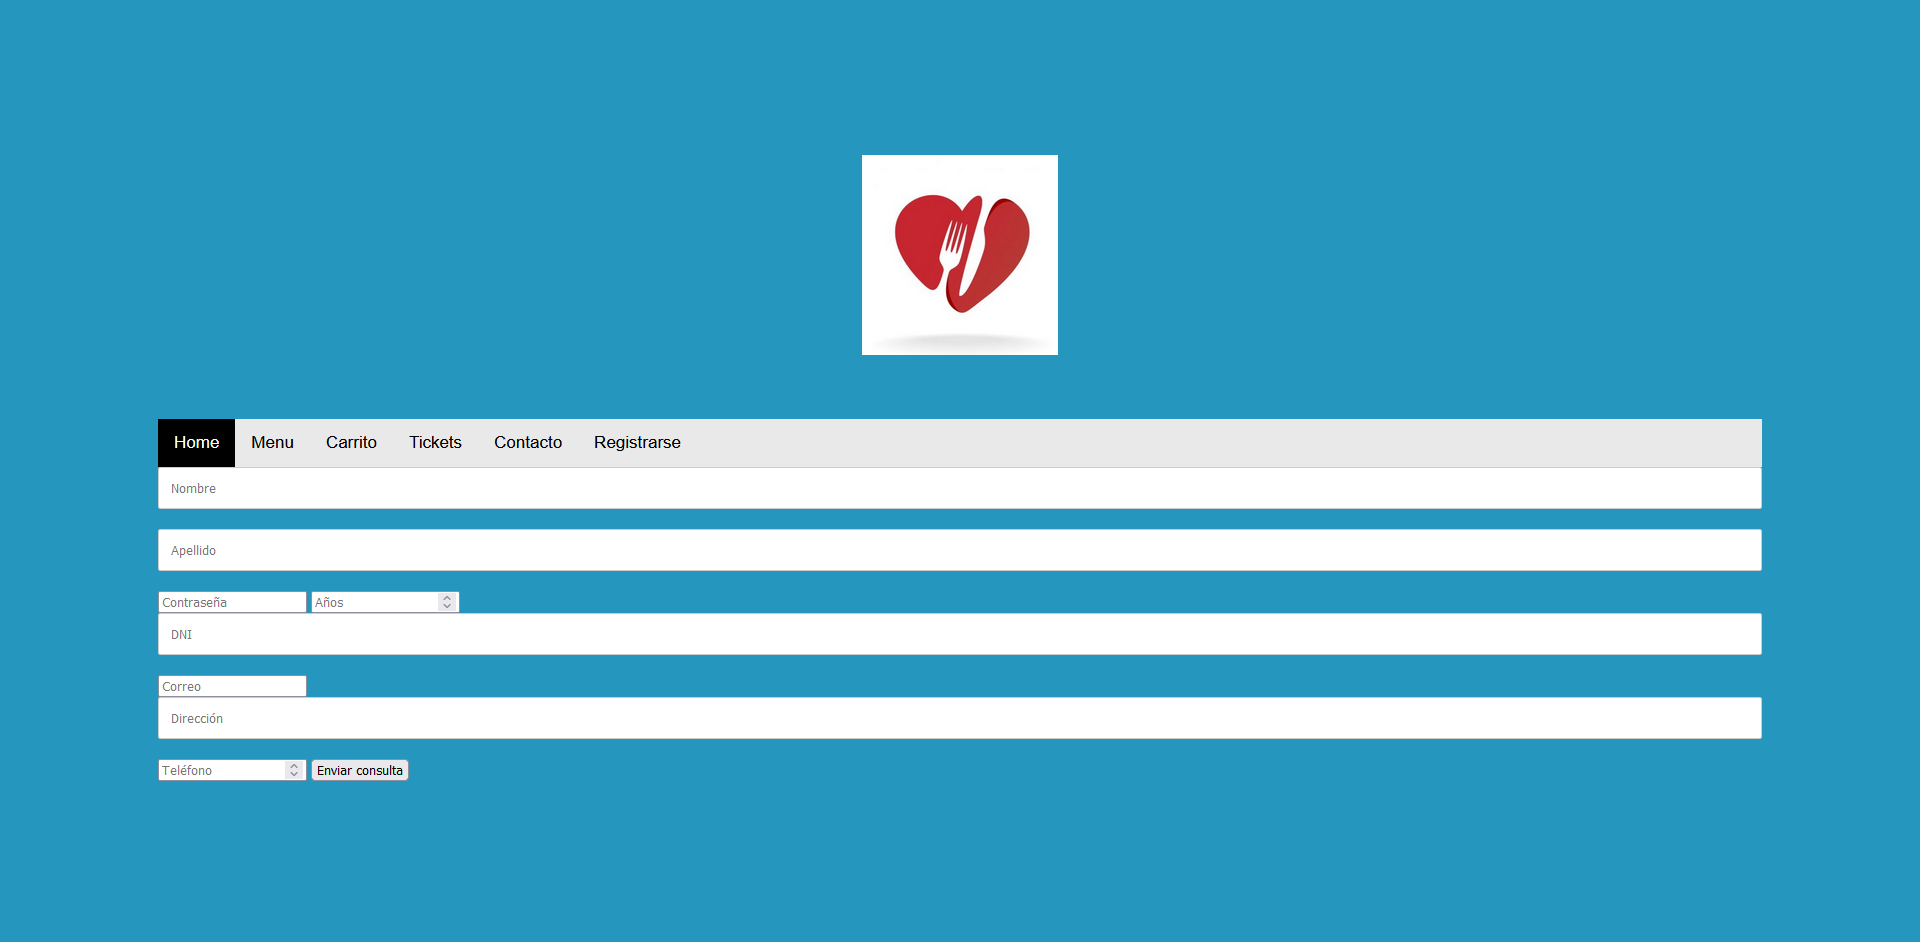 Home Menu Carrito Tickets Contacto Registrarse
Nombre
Apellido
Contraseña Años
DNI
Correo
Dirección
Teléfono Enviar consulta